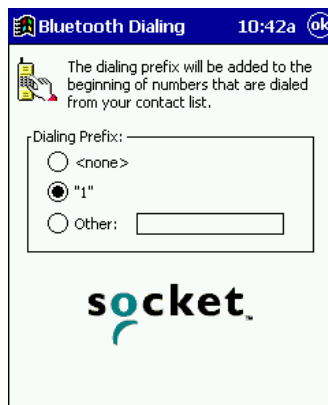 Bluetooth Dialing 10:42a ok
The dialing prefix will be added to the
beginning of numbers that are dialed
from your contact list.
Dialing Prefix:
<none>
"1"
Other:
socket™